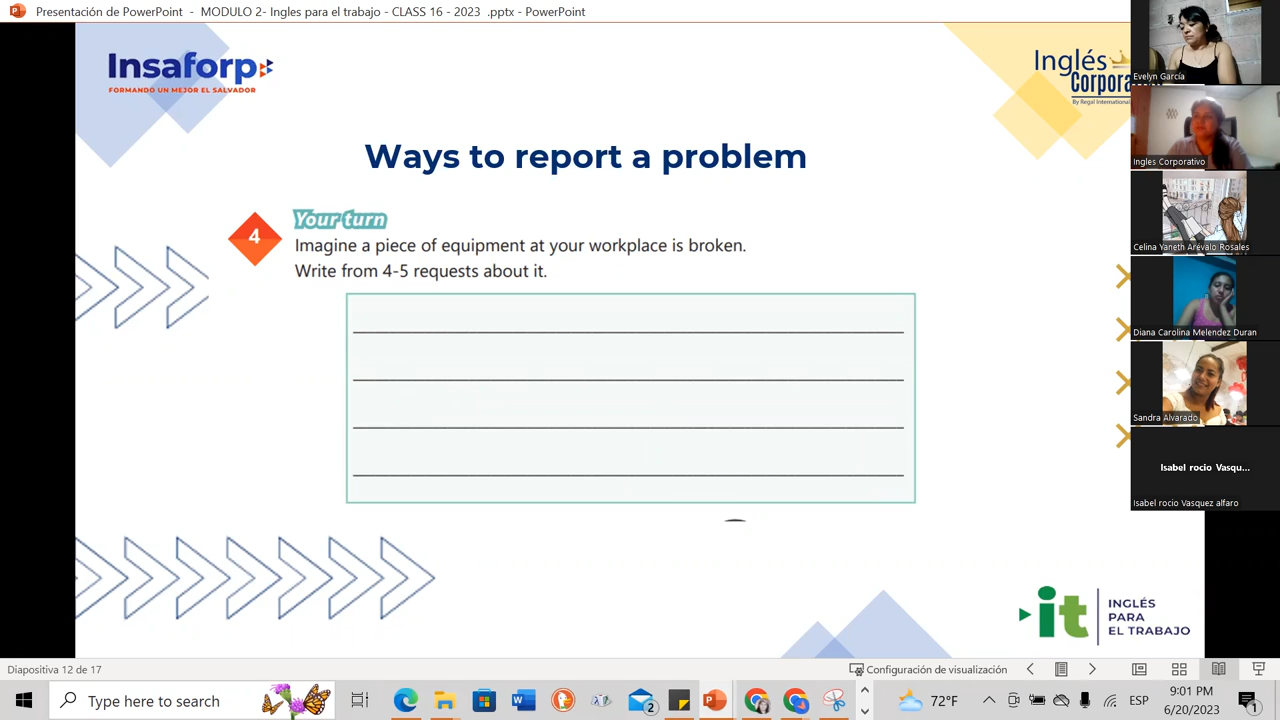 Presentación de PowerPoint - MODULO 2- Ingles para el trabajo - CLASS 16 - 2023 .pptx - PowerPoint
Insaforp
FORMANDO UN MEJOR EL SALVADOR
Inglés
Corpora
By Regal International
Ways to report a problem
4
Your turn
Imagine a piece of equipment at your workplace is broken.
Write from 4-5 requests about it.
it
INGLÉS
PARA
EL TRABAJO
Evelyn García
Ingles Corporativo
Celina Yaneth Arévalo Rosales
Diana Carolina Melendez Duran
Sandra Alvarado
Isabel rocio Vasqu...
Isabel rocio Vasquez alfaro
Diapositiva 12 de 17
Configuración de visualización
Type here to search
2
72°F
ESP
9:01 PM
6/20/2023
1